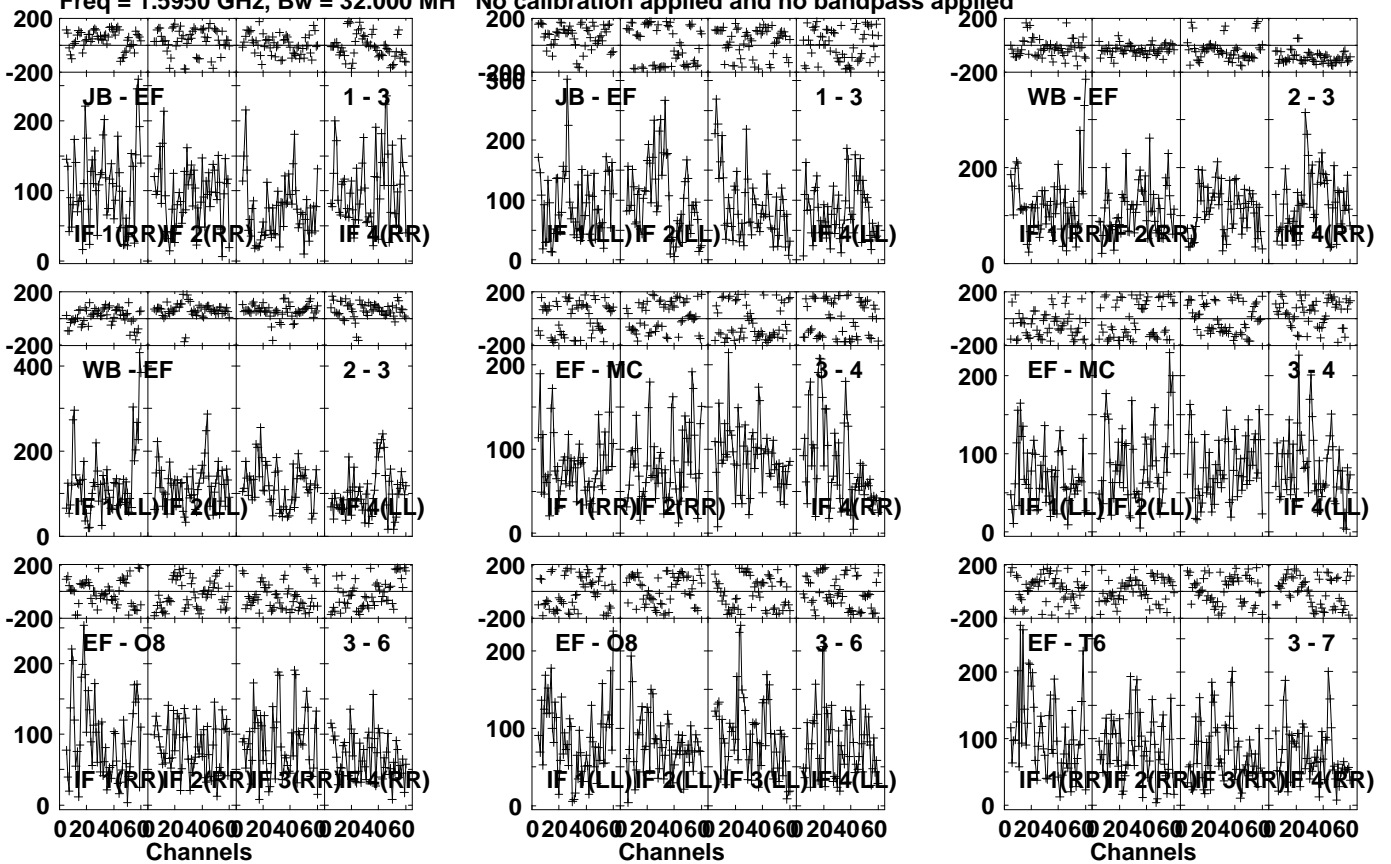 Freq = 1.5950 GHz, Bw = 32.000 MH No calibration applied and no bandpass applied
200
-200
JB - EF 1 - 3
200
100
0
IF 1(RR) IF 2(RR) IF 4(RR)
200
-200
300
JB - EF 1 - 3
200
100
0
IF 1(LL) IF 2(LL) IF 4(LL)
200
-200
WB - EF 2 - 3
200
0
IF 1(RR) IF 2(RR) IF 4(RR)
200
-200
400
WB - EF 2 - 3
200
0
IF 1(LL) IF 2(LL) IF 4(LL)
200
-200
200
EF - MC 3 - 4
100
0
IF 1(RR) IF 2(RR) IF 4(RR)
200
-200
200
EF - MC 3 - 4
100
0
IF 1(LL) IF 2(LL) IF 4(LL)
200
-200
EF - O8 3 - 6
200
100
0
IF 1(RR) IF 2(RR) IF 3(RR) IF 4(RR)
0 20 40 60 0 20 40 60 0 20 40 60 0 20 40 60
Channels
200
-200
EF - O8 3 - 6
200
100
0
IF 1(LL) IF 2(LL) IF 3(LL) IF 4(LL)
0 20 40 60 0 20 40 60 0 20 40 60 0 20 40 60
Channels
200
-200
EF - T6 3 - 7
200
100
0
IF 1(RR) IF 2(RR) IF 3(RR) IF 4(RR)
0 20 40 60 0 20 40 60 0 20 40 60 0 20 40 60
Channels